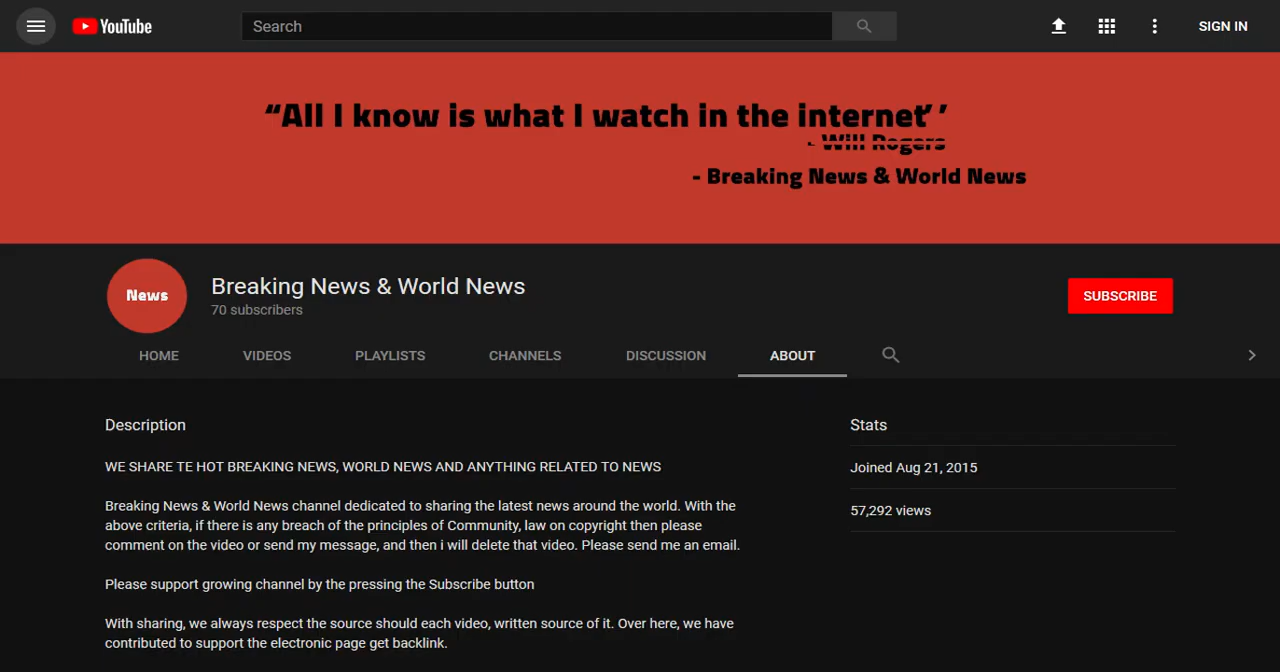 YouTube
Search
SIGN IN
“All I know is what I watch in the internet’’
- Will Rogers
- Breaking News & World News
News
Breaking News & World News
70 subscribers
SUBSCRIBE
HOME VIDEOS PLAYLISTS CHANNELS DISCUSSION ABOUT
Description
WE SHARE TE HOT BREAKING NEWS, WORLD NEWS AND ANYTHING RELATED TO NEWS
Breaking News & World News channel dedicated to sharing the latest news around the world. With the
above criteria, if there is any breach of the principles of Community, law on copyright then please
comment on the video or send my message, and then i will delete that video. Please send me an email.
Please support growing channel by the pressing the Subscribe button
With sharing, we always respect the source should each video, written source of it. Over here, we have
contributed to support the electronic page get backlink.
Stats
Joined Aug 21, 2015
57,292 views